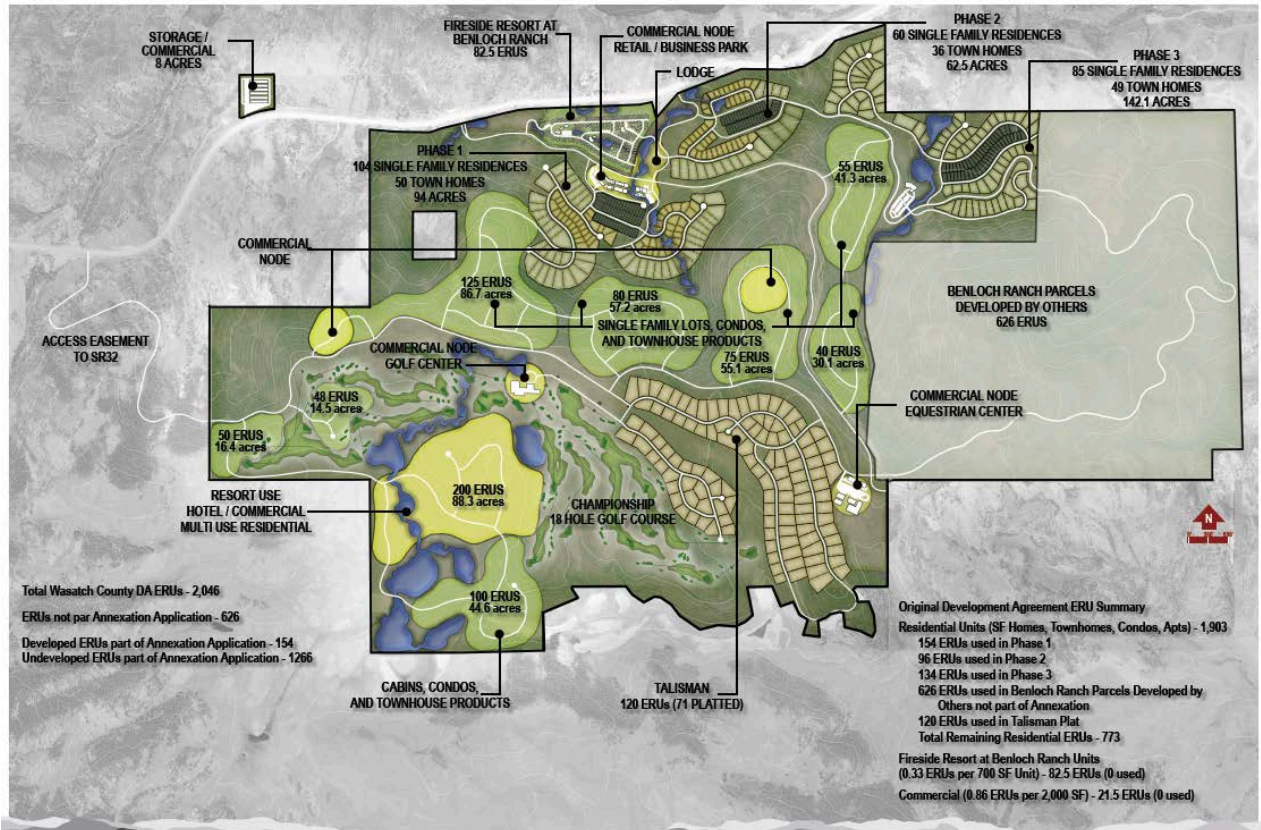 STORAGE /
COMMERCIAL
8 ACRES
FIRESIDE RESORT AT
BENLOCH RANCH
82.5 ERUS
COMMERCIAL NODE
RETAIL / BUSINESS PARK
LODGE
PHASE 2
60 SINGLE FAMILY RESIDENCES
36 TOWN HOMES
62.5 ACRES
PHASE 3
85 SINGLE FAMILY RESIDENCES
49 TOWN HOMES
142.1 ACRES
PHASE 1
104 SINGLE FAMILY RESIDENCES
50 TOWN HOMES
94 ACRES
55 ERUS
41.3 acres
COMMERCIAL
NODE
125 ERUS
86.7 acres
80 ERUS
57.2 acres
SINGLE FAMILY LOTS, CONDOS,
AND TOWNHOUSE PRODUCTS
75 ERUS
55.1 acres
40 ERUS
30.1 acres
BENLOCH RANCH PARCELS
DEVELOPED BY OTHERS
626 ERUS
ACCESS EASEMENT
TO SR32
COMMERCIAL NODE
GOLF CENTER
48 ERUS
14.5 acres
50 ERUS
16.4 acres
COMMERCIAL NODE
EQUESTRIAN CENTER
RESORT USE
HOTEL / COMMERCIAL
MULTI USE RESIDENTIAL
200 ERUS
88.3 acres
CHAMPIONSHIP
18 HOLE GOLF COURSE
N
100 ERUS
44.6 acres
CABINS, CONDOS,
AND TOWNHOUSE PRODUCTS
TALISMAN
120 ERUs (71 PLATTED)
Total Wasatch County DA ERUs - 2,046
ERUs not par Annexation Application - 626
Developed ERUs part of Annexation Application - 154
Undeveloped ERUs part of Annexation Application - 1266
Original Development Agreement ERU Summary
Residential Units (SF Homes, Townhomes, Condos, Apts) - 1,903
154 ERUs used in Phase 1
96 ERUs used in Phase 2
134 ERUs used in Phase 3
626 ERUs used in Benloch Ranch Parcels Developed by
Others not part of Annexation
120 ERUs used in Talisman Plat
Total Remaining Residential ERUs - 773
Fireside Resort at Benloch Ranch Units
(0.33 ERUs per 700 SF Unit) - 82.5 ERUs (0 used)
Commercial (0.86 ERUs per 2,000 SF) - 21.5 ERUs (0 used)